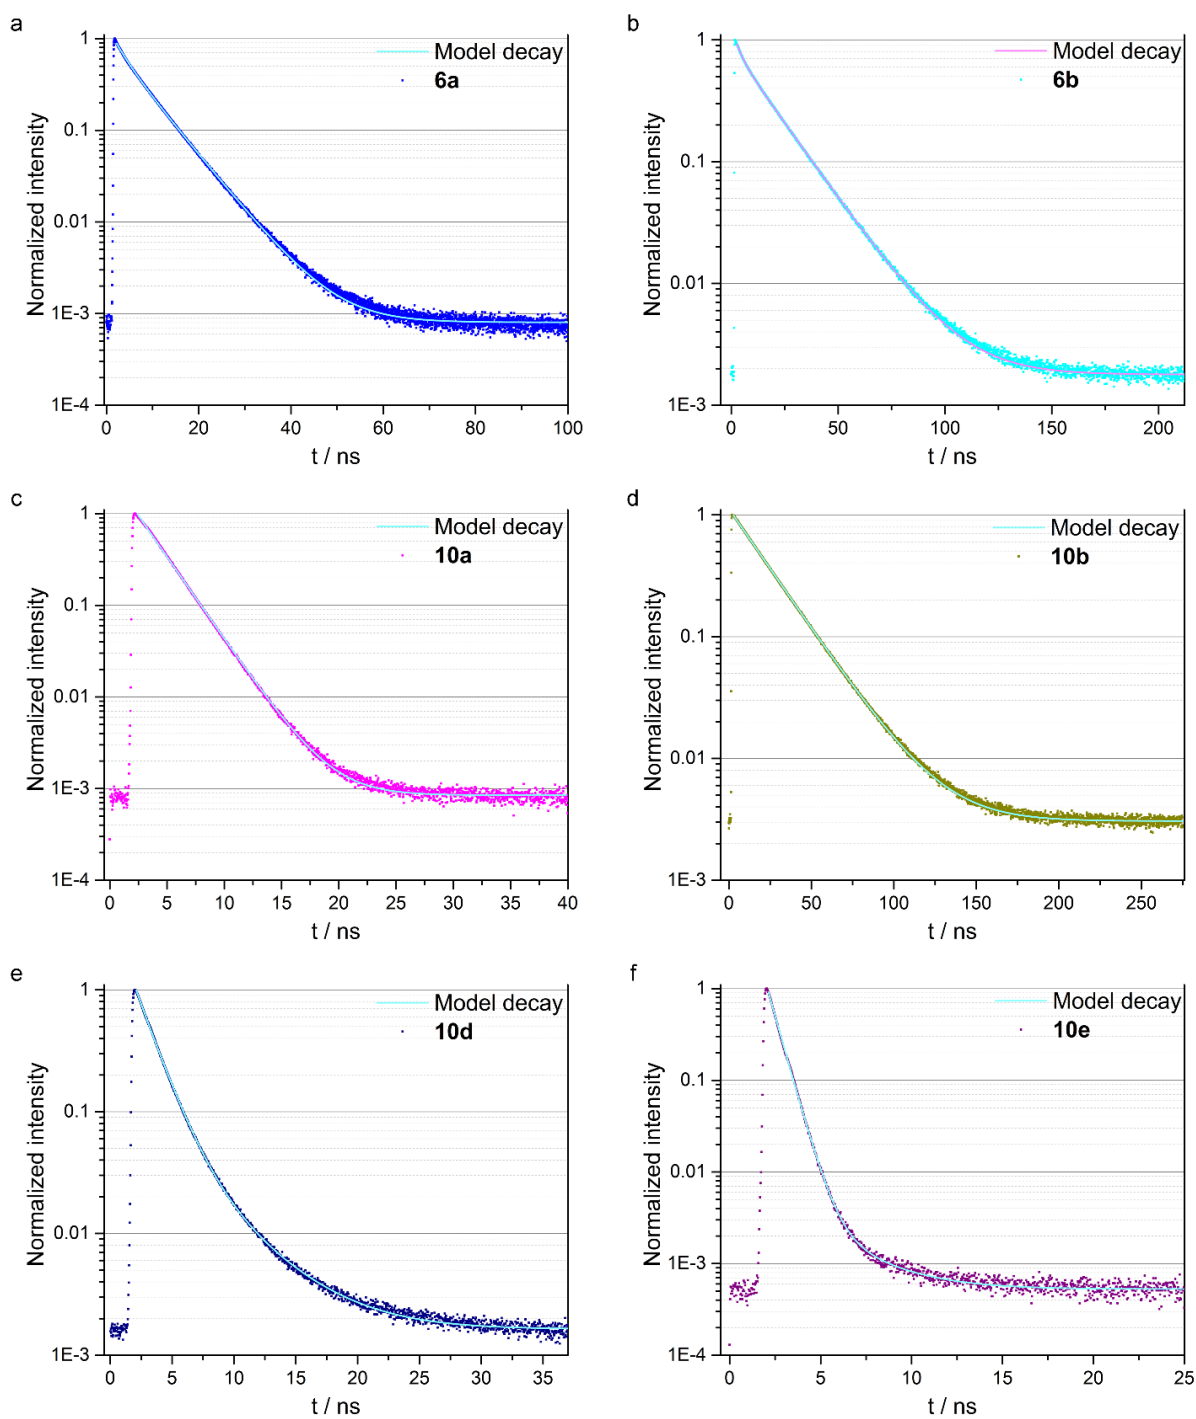 a
Normalized intensity
1
0.1
0.01
1E-3
1E-4
Model decay
6a
0 20 40 60 80 100
t / ns
b
Normalized intensity
1
0.1
0.01
1E-3
Model decay
6b
0 50 100 150 200
t / ns
c
Normalized intensity
1
0.1
0.01
1E-3
1E-4
Model decay
10a
0 5 10 15 20 25 30 35 40
t / ns
d
Normalized intensity
1
0.1
0.01
1E-3
Model decay
10b
0 50 100 150 200 250
t / ns
e
Normalized intensity
1
0.1
0.01
1E-3
Model decay
10d
0 5 10 15 20 25 30 35
t / ns
f
Normalized intensity
1
0.1
0.01
1E-3
1E-4
Model decay
10e
0 5 10 15 20 25
t / ns